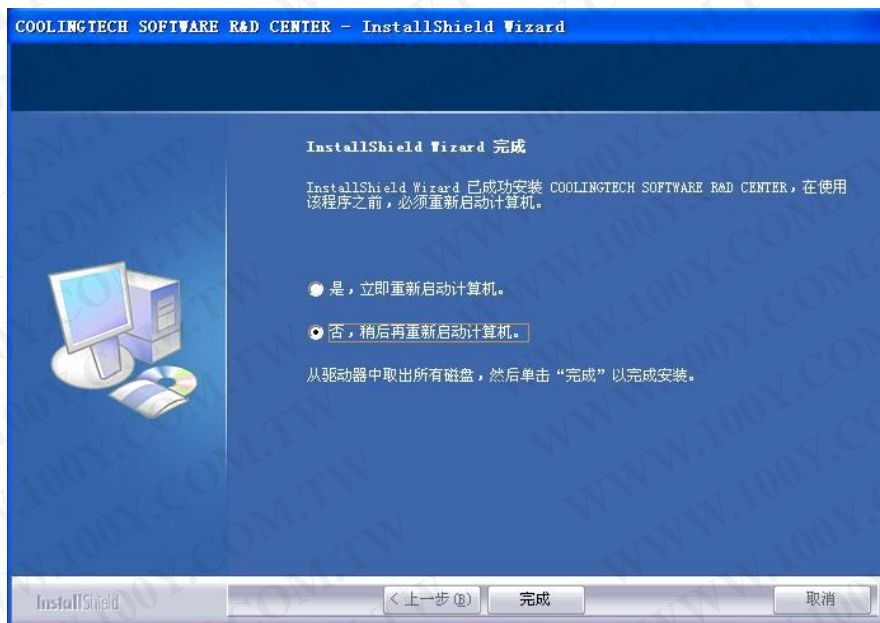 COOLINGTECH SOFTWARE R&D CENTER - InstallShield Wizard
InstallShield Wizard 完成
InstallShield Wizard 已成功安装 COOLINGTECH SOFTWARE R&D CENTER，在使用
该程序之前，必须重新启动计算机。
是，立即重新启动计算机。
否，稍后再重新启动计算机。
从驱动器中取出所有磁盘，然后单击“完成”以完成安装。
InstallShield
< 上一步(B)
完成
取消
WWW.100Y.COM.TW